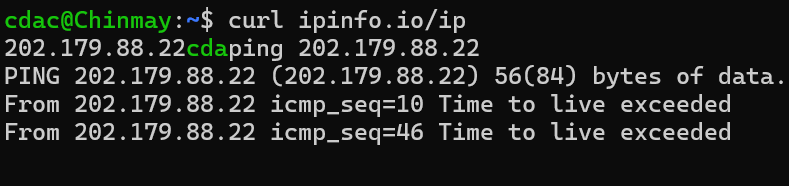 cdac@Chinmay:~$ curl ipinfo.io/ip
202.179.88.22cdaping 202.179.88.22
PING 202.179.88.22 (202.179.88.22) 56(84) bytes of data.
From 202.179.88.22 icmp_seq=10 Time to live exceeded
From 202.179.88.22 icmp_seq=46 Time to live exceeded